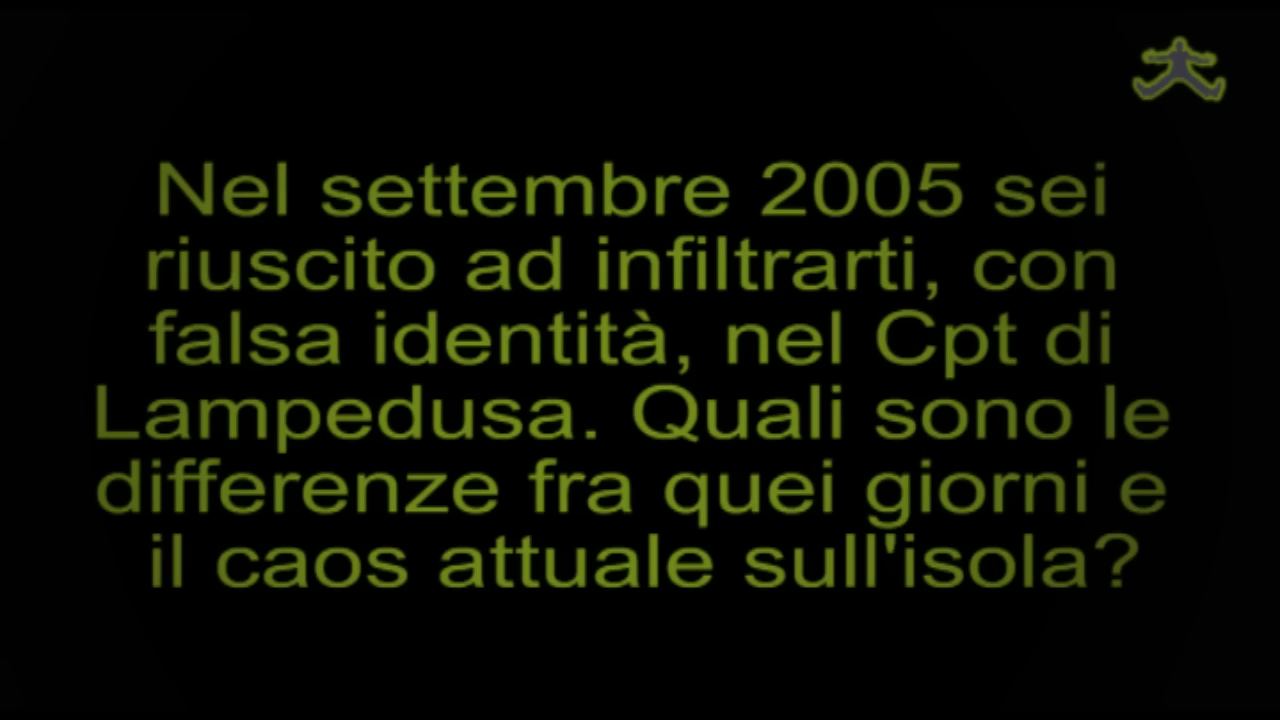 Nel settembre 2005 sei
riuscito ad infiltrarti, con
falsa identità, nel Cpt di
Lampedusa. Quali sono le
differenze fra quei giorni e
il caos attuale sull'isola?